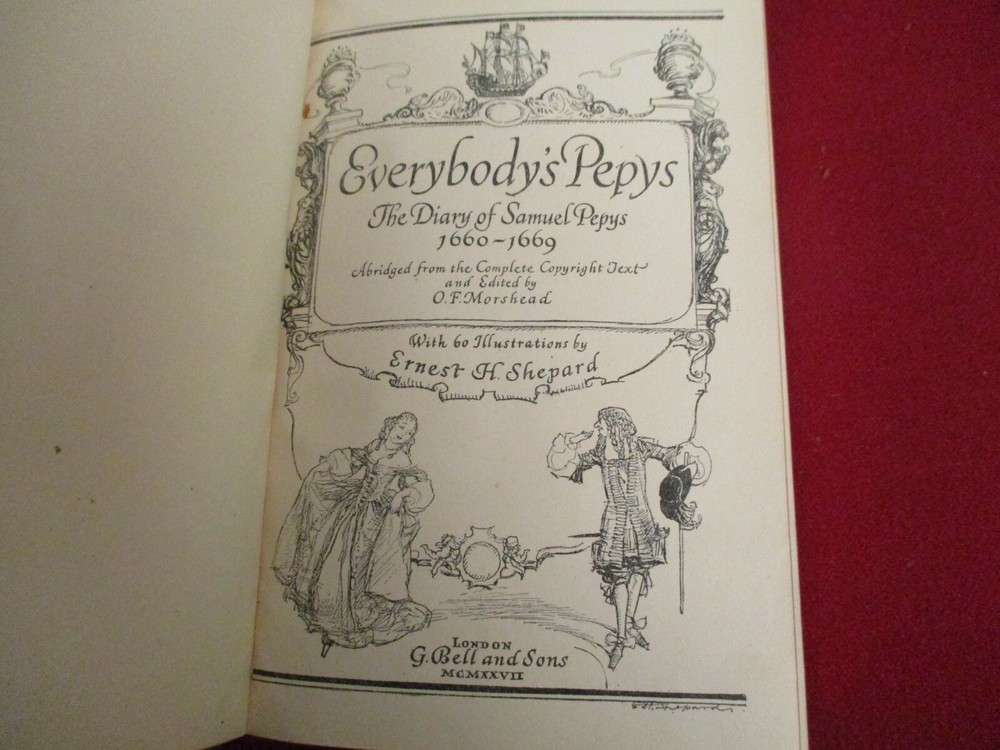 Everybody's Pepys
The Diary of Samuel Pepys
1660-1669
Abridged from the Complete Copyright Text
and Edited by
O.F. Morshead
With 60 Illustrations by
Ernest H. Shepard
LONDON
G. Bell and Sons
MCMXXVII
E.H. Shepard.